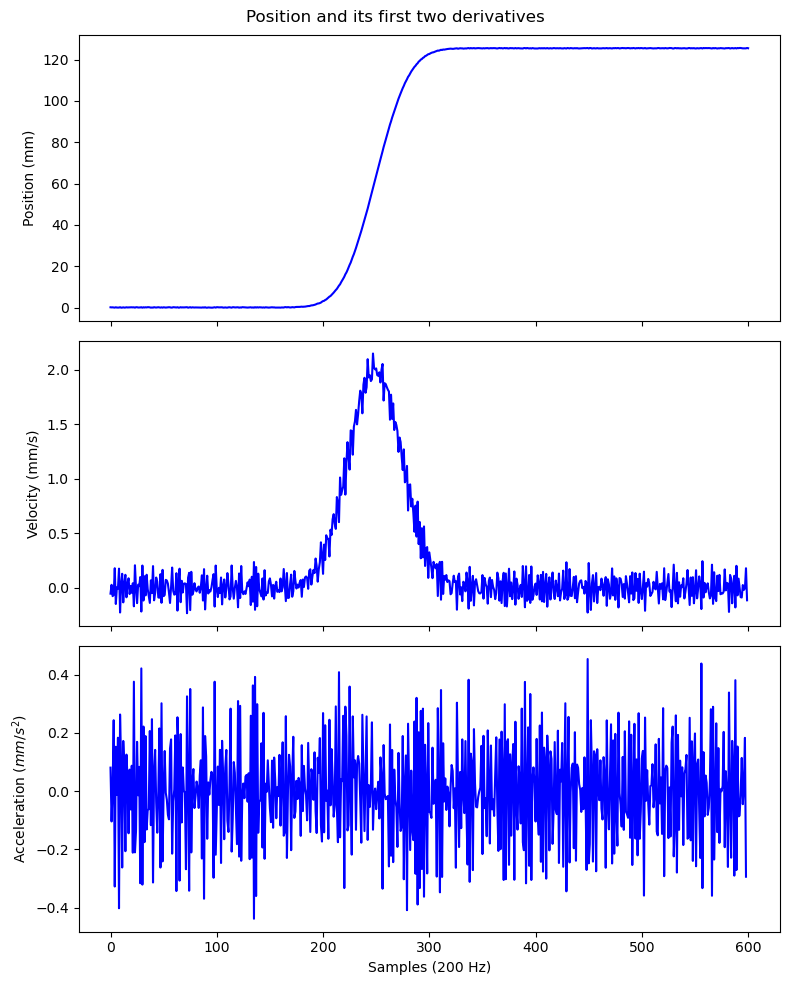 Position and its first two derivatives
120
100
80
60
40
20
0
Position (mm)
2.0
1.5
1.0
0.5
0.0
Velocity (mm/s)
0.4
0.2
0.0
−0.2
−0.4
Acceleration (mm/s²)
0 100 200 300 400 500 600
Samples (200 Hz)